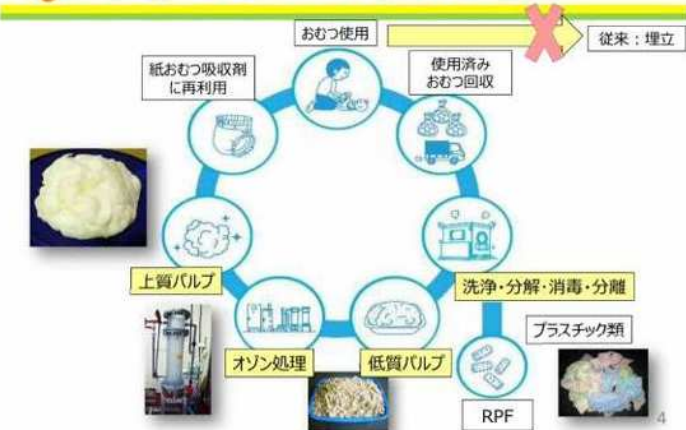 おむつ使用
従来：埋立
紙おむつ吸収剤
に再利用
使用済み
おむつ回収
上質パルプ
洗浄・分解・消毒・分離
オゾン処理
低質パルプ
プラスチック類
RPF
4